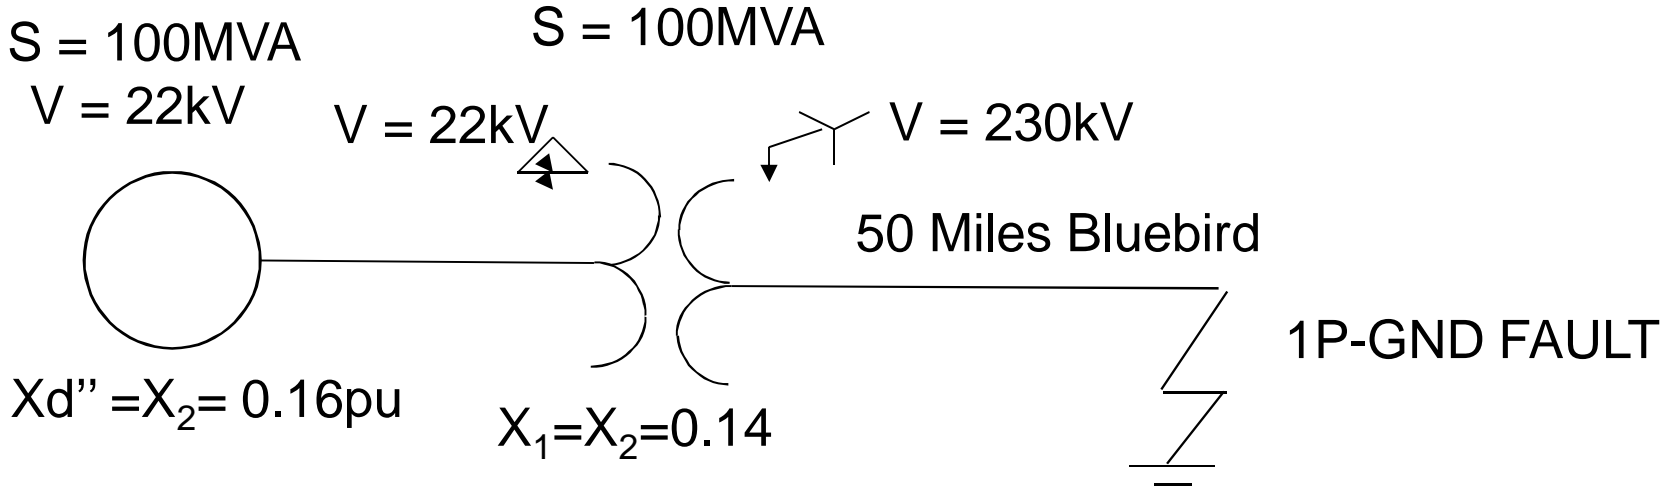 S = 100MVA
V = 22kV
S = 100MVA
V = 22kV
V = 230kV
50 Miles Bluebird
1P-GND FAULT
Xd’’ =X₂= 0.16pu
X₁=X₂=0.14